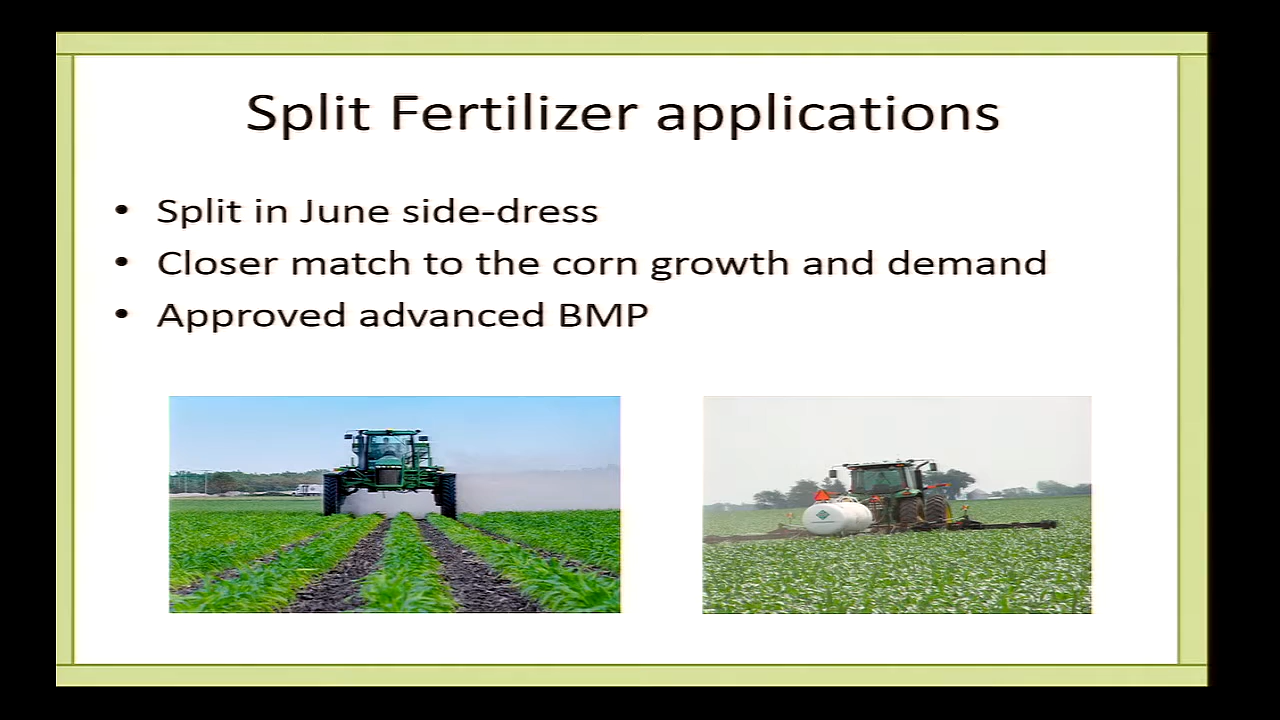 Split Fertilizer applications
• Split in June side-dress
• Closer match to the corn growth and demand
• Approved advanced BMP